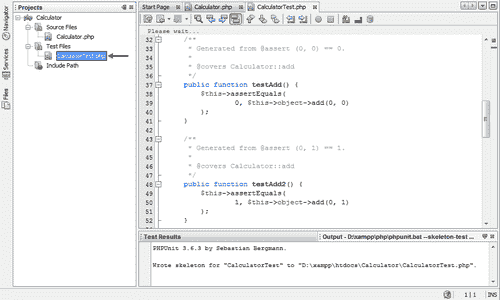 Projects
Start Page
Calculator.php
CalculatorTest.php
Navigator
Services
Files
Calculator
Source Files
Calculator.php
Test Files
CalculatorTest.php
Include Path
Please wait...
32 /**
33 * Generated from @assert (0, 0) == 0.
34 *
35 * @covers Calculator::add
36 */
37 public function testAdd() {
38 $this->assertEquals(
39 0, $this->object->add(0, 0)
40 );
41 }
42
43 /**
44 * Generated from @assert (0, 1) == 1.
45 *
46 * @covers Calculator::add
47 */
48 public function testAdd2() {
49 $this->assertEquals(
50 1, $this->object->add(0, 1)
51 );
52 }
Test Results
Output - D:\xampp\php\phpunit.bat --skeleton-test
PHPUnit 3.6.3 by Sebastian Bergmann.
Wrote skeleton for "CalculatorTest" to "D:\xampp\htdocs\Calculator\CalculatorTest.php".
1|1
INS